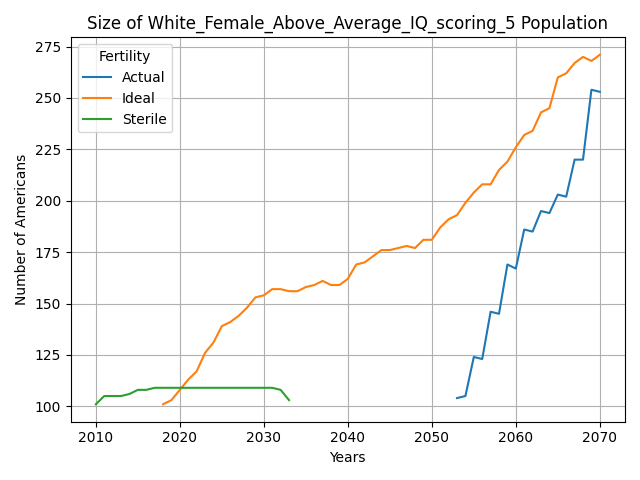 Size of White_Female_Above_Average_IQ_scoring_5 Population
Fertility
Actual
Ideal
Sterile
Number of Americans
275
250
225
200
175
150
125
100
2010 2020 2030 2040 2050 2060 2070
Years